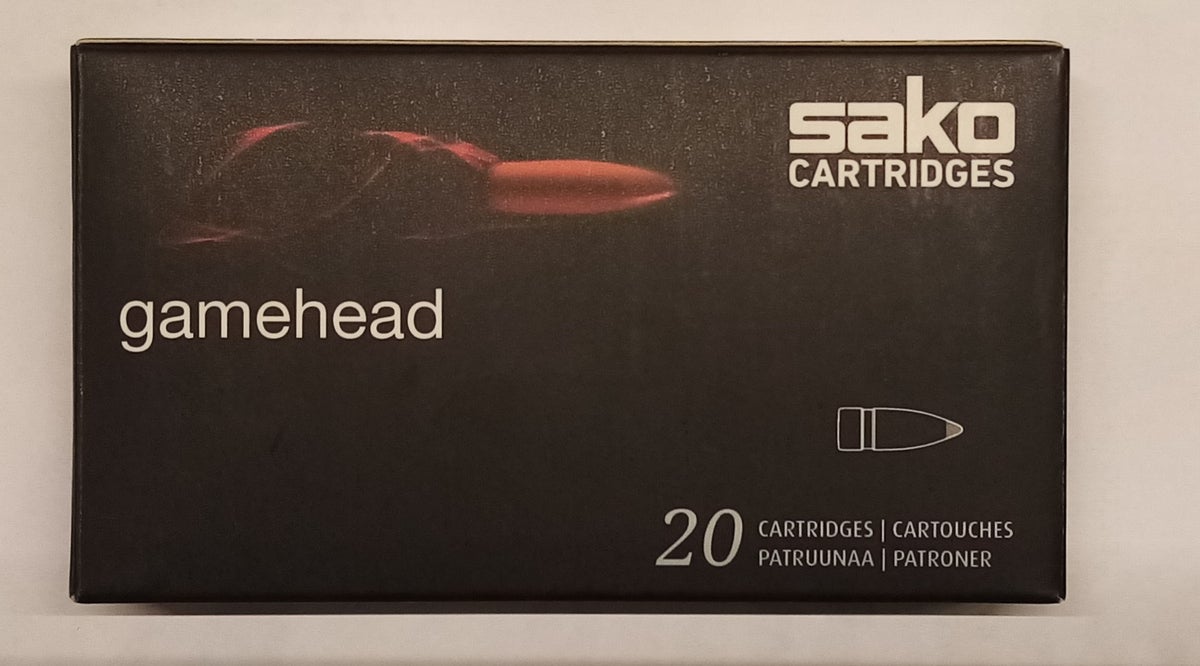 sako
CARTRIDGES
gamehead
20 CARTRIDGES | CARTOUCHES
PATRUUNAA | PATRONER